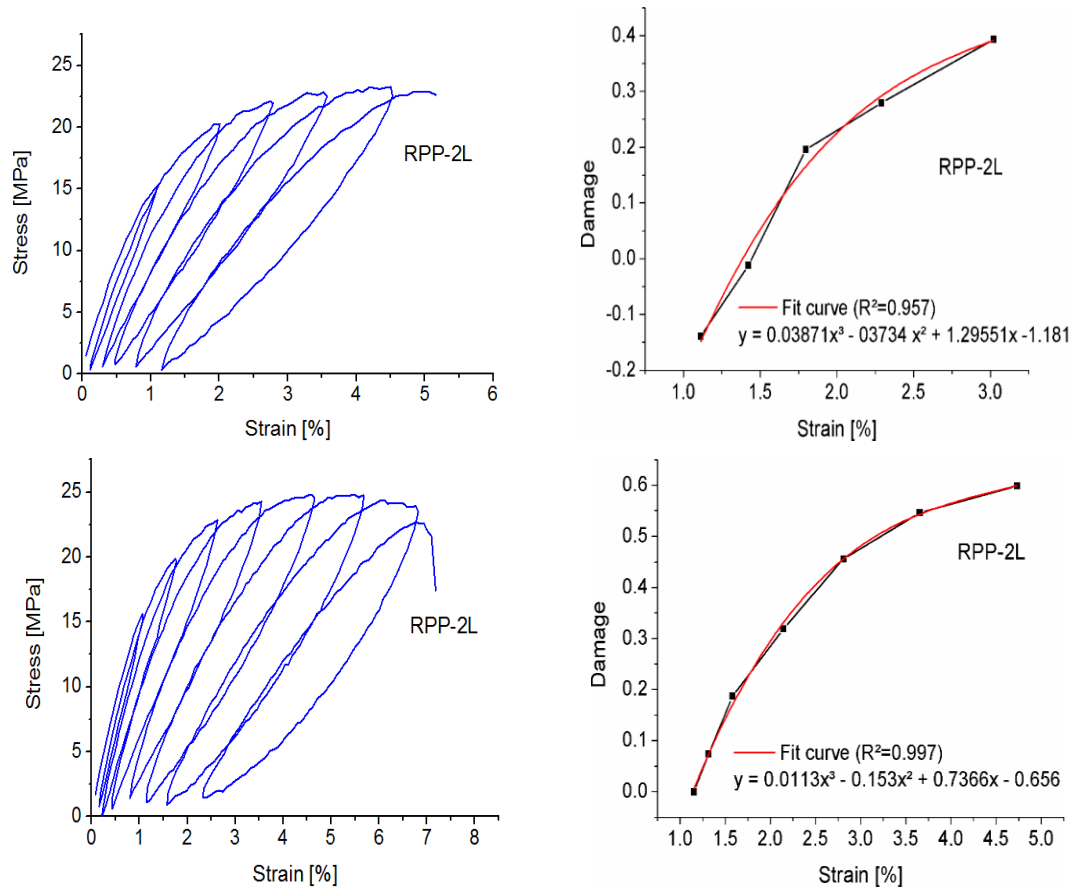 25
20
15
10
5
0
Stress [MPa]
RPP-2L
0 1 2 3 4 5 6
Strain [%]
0.4
0.2
0.0
-0.1
-0.2
Damage
RPP-2L
Fit curve (R²=0.957)
y = 0.03871x³ - 03734 x² + 1.29551x -1.181
1.0 1.5 2.0 2.5 3.0
Strain [%]
25
20
15
10
5
0
Stress [MPa]
RPP-2L
0 1 2 3 4 5 6 7 8
Strain [%]
0.6
0.5
0.4
0.3
0.2
0.1
0.0
Damage
RPP-2L
Fit curve (R²=0.997)
y = 0.0113x³ - 0.153x² + 0.7366x - 0.656
1.0 1.5 2.0 2.5 3.0 3.5 4.0 4.5 5.0
Strain [%]